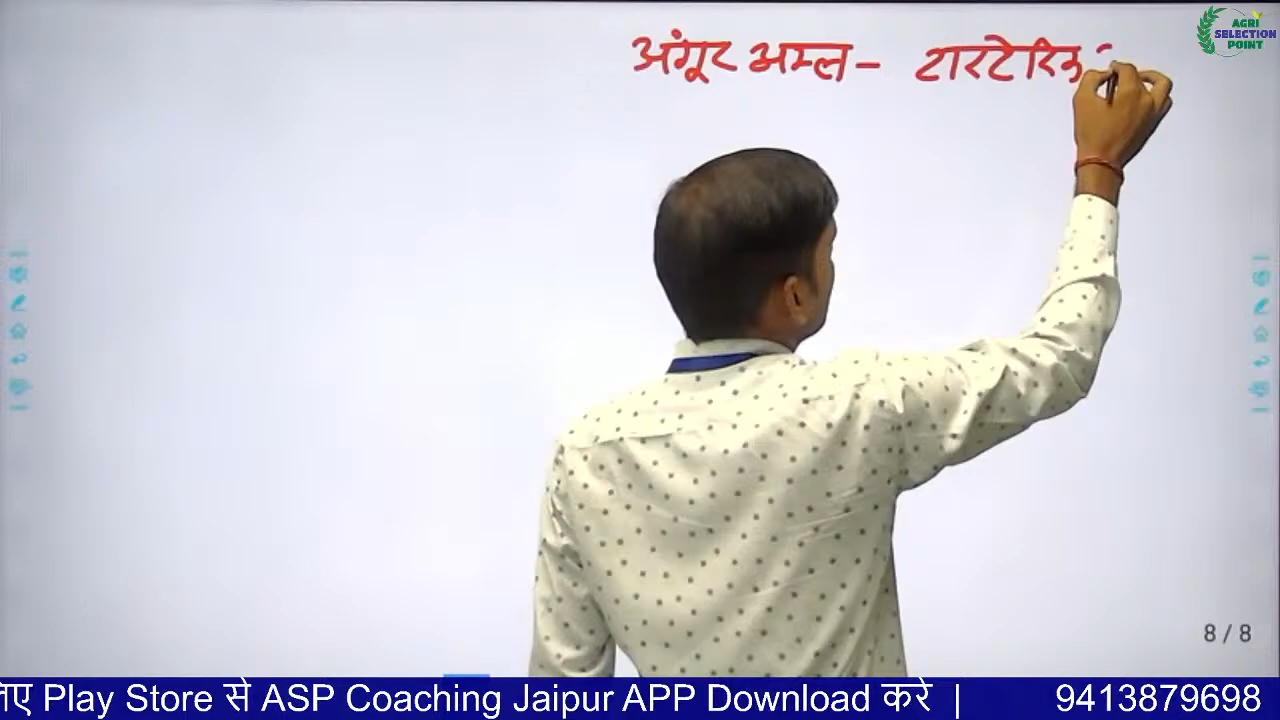 अंगूर अम्ल - टारटेरिक
AGRI
SELECTION
POINT
8 / 8
Play Store से ASP Coaching Jaipur APP Download करे | 9413879698